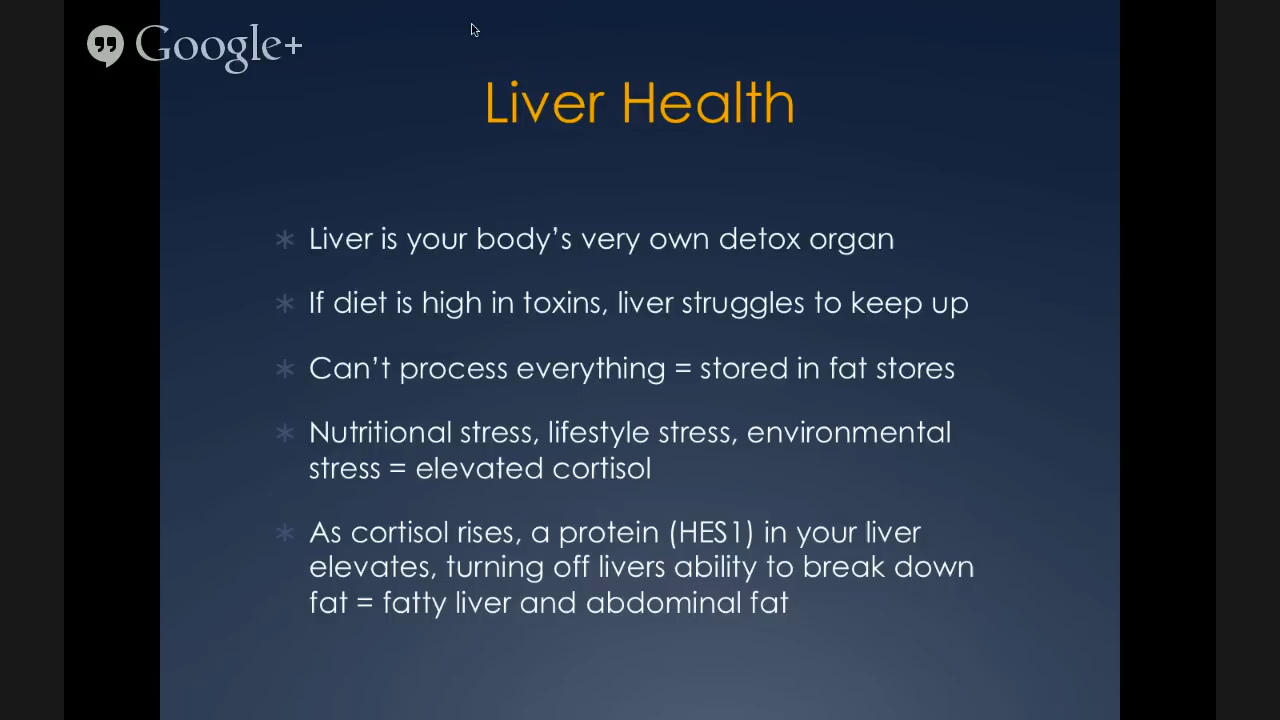 Google+
Liver Health
Liver is your body’s very own detox organ
If diet is high in toxins, liver struggles to keep up
Can’t process everything = stored in fat stores
Nutritional stress, lifestyle stress, environmental
stress = elevated cortisol
As cortisol rises, a protein (HES1) in your liver
elevates, turning off livers ability to break down
fat = fatty liver and abdominal fat